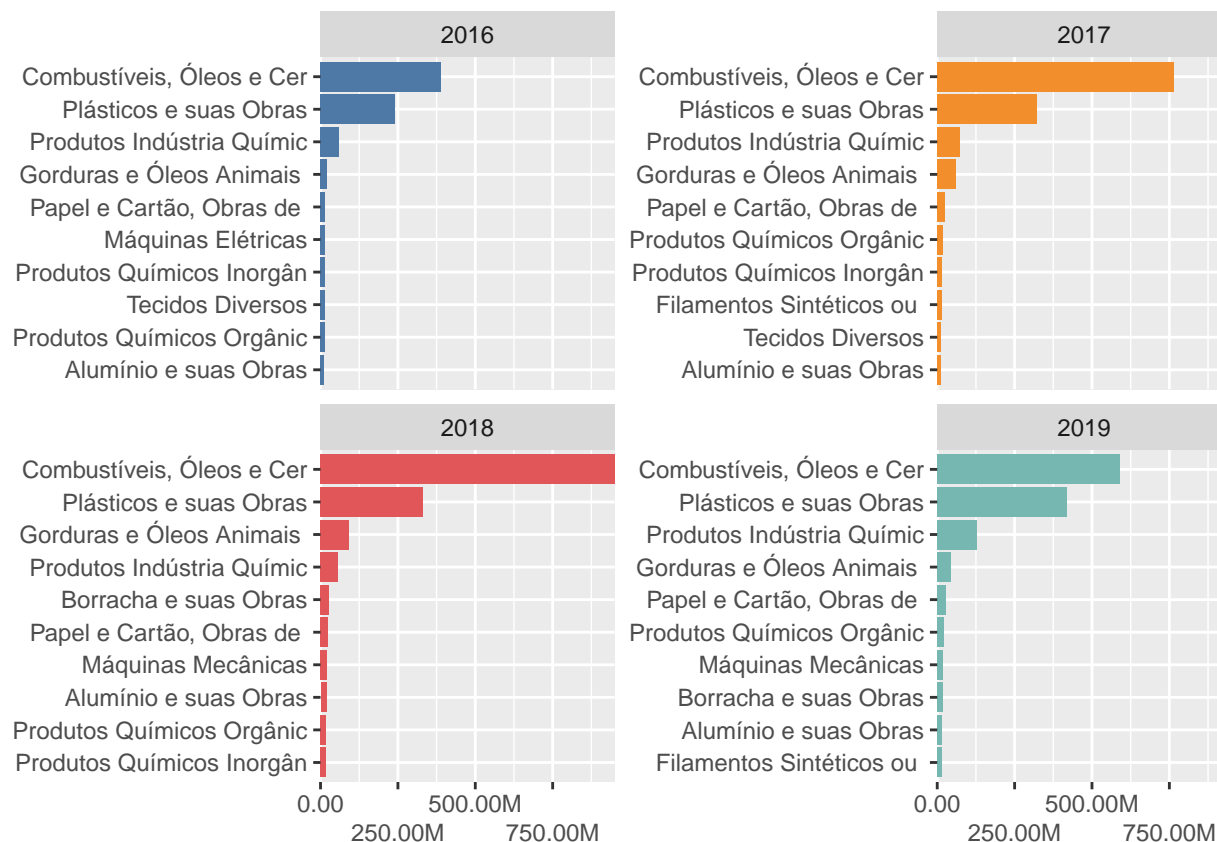 2016
Combustíveis, Óleos e Cer
Plásticos e suas Obras
Produtos Indústria Químic
Gorduras e Óleos Animais
Papel e Cartão, Obras de
Máquinas Elétricas
Produtos Químicos Inorgân
Tecidos Diversos
Produtos Químicos Orgânic
Alumínio e suas Obras
2017
Combustíveis, Óleos e Cer
Plásticos e suas Obras
Produtos Indústria Químic
Gorduras e Óleos Animais
Papel e Cartão, Obras de
Produtos Químicos Orgânic
Produtos Químicos Inorgân
Filamentos Sintéticos ou
Tecidos Diversos
Alumínio e suas Obras
2018
Combustíveis, Óleos e Cer
Plásticos e suas Obras
Gorduras e Óleos Animais
Produtos Indústria Químic
Borracha e suas Obras
Papel e Cartão, Obras de
Máquinas Mecânicas
Alumínio e suas Obras
Produtos Químicos Orgânic
Produtos Químicos Inorgân
0.00 500.00M
250.00M 750.00M
2019
Combustíveis, Óleos e Cer
Plásticos e suas Obras
Produtos Indústria Químic
Gorduras e Óleos Animais
Papel e Cartão, Obras de
Produtos Químicos Orgânic
Máquinas Mecânicas
Borracha e suas Obras
Alumínio e suas Obras
Filamentos Sintéticos ou
0.00 500.00M
250.00M 750.00M